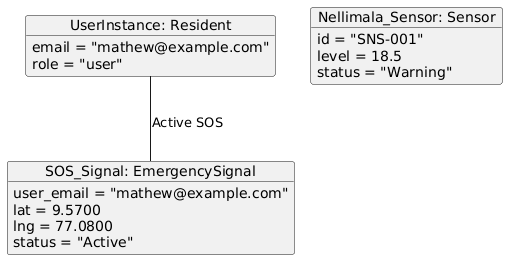 UserInstance: Resident
email = "mathew@example.com"
role = "user"
Nellimala_Sensor: Sensor
id = "SNS-001"
level = 18.5
status = "Warning"
Active SOS
SOS_Signal: EmergencySignal
user_email = "mathew@example.com"
lat = 9.5700
lng = 77.0800
status = "Active"